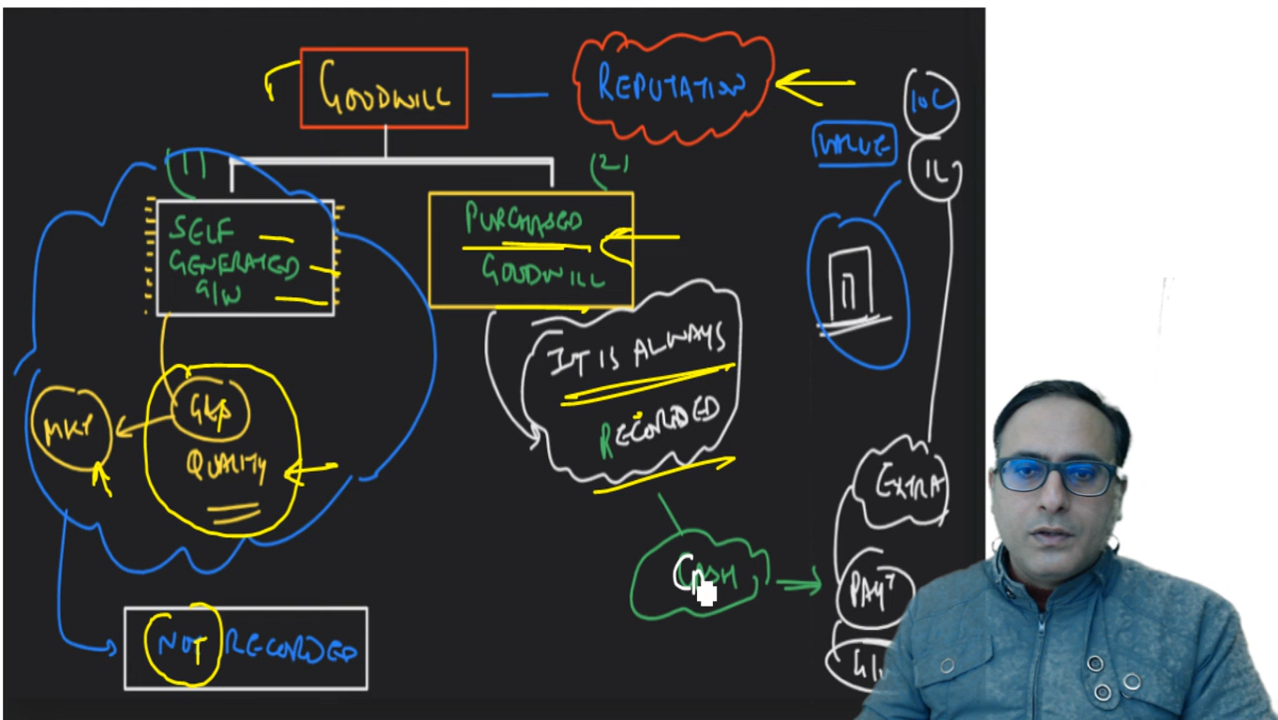 GOODWILL
REPUTATION
10C
VALUE
1L
(1)
(2)
SELF
GENERATED
G/W
PURCHASED
GOODWILL
IT IS ALWAYS
RECORDED
MKT
QUALITY
EXTRA
CASH
PAYT
NOT RECORDED